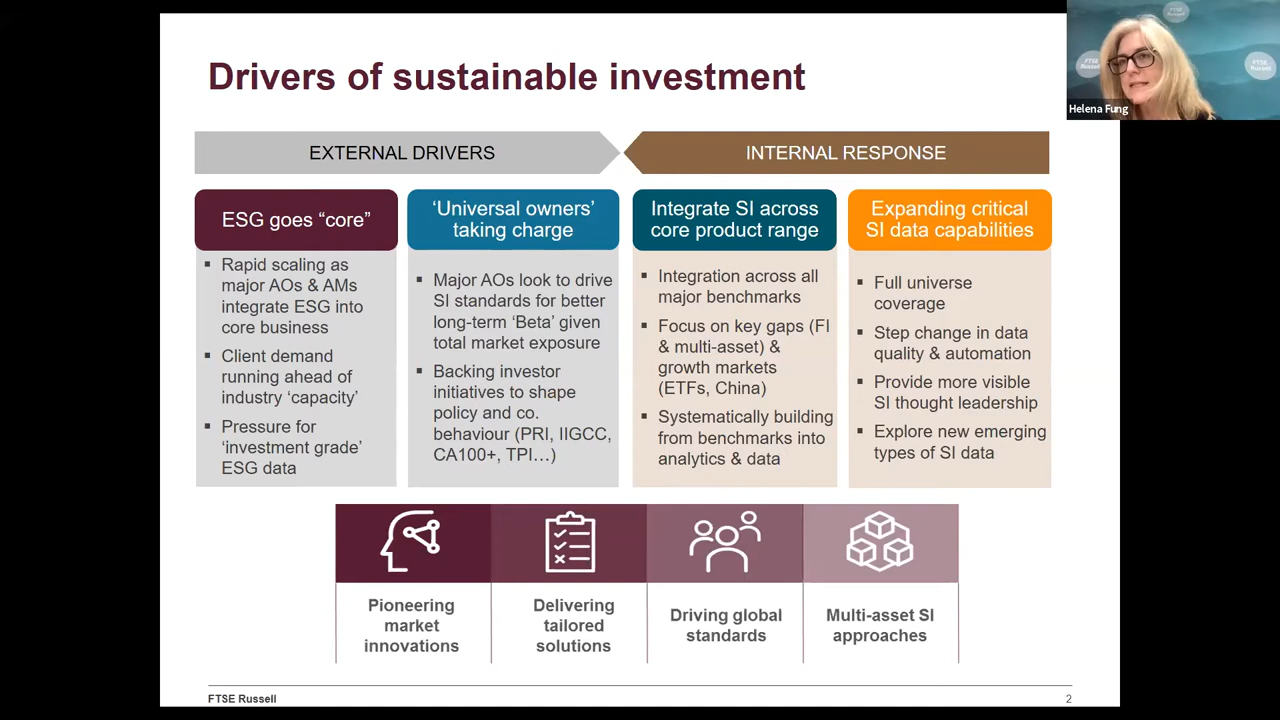 Drivers of sustainable investment
FTSE
Russell
FTSE
Russell
FTSE
Russell
Helena Fung
EXTERNAL DRIVERS
INTERNAL RESPONSE
ESG goes “core”
▪ Rapid scaling as
major AOs & AMs
integrate ESG into
core business
▪ Client demand
running ahead of
industry ‘capacity’
▪ Pressure for
‘investment grade’
ESG data
‘Universal owners’
taking charge
▪ Major AOs look to drive
SI standards for better
long-term ‘Beta’ given
total market exposure
▪ Backing investor
initiatives to shape
policy and co.
behaviour (PRI, IIGCC,
CA100+, TPI…)
Integrate SI across
core product range
▪ Integration across all
major benchmarks
▪ Focus on key gaps (FI
& multi-asset) &
growth markets
(ETFs, China)
▪ Systematically building
from benchmarks into
analytics & data
Expanding critical
SI data capabilities
▪ Full universe
coverage
▪ Step change in data
quality & automation
▪ Provide more visible
SI thought leadership
▪ Explore new emerging
types of SI data
Pioneering
market
innovations
Delivering
tailored
solutions
Driving global
standards
Multi-asset SI
approaches
FTSE Russell
2